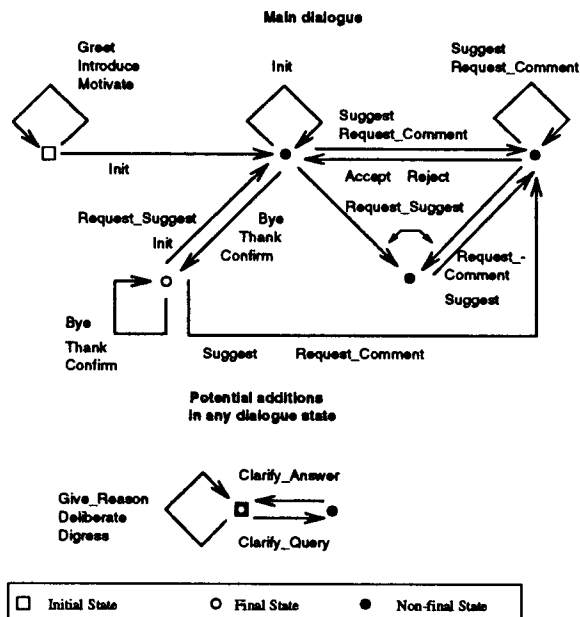 Main dialogue
Greet
Introduce
Motivate
Init
Suggest
Request_Comment
Suggest
Request_Comment
Init
Accept Reject
Request_Suggest
Request_Suggest
Init
Bye
Thank
Confirm
Request_-
Comment
Suggest
Bye
Thank
Confirm
Suggest Request_Comment
Potential additions
in any dialogue state
Clarify_Answer
Give_Reason
Deliberate
Digress
Clarify_Query
Initial State Final State Non-final State